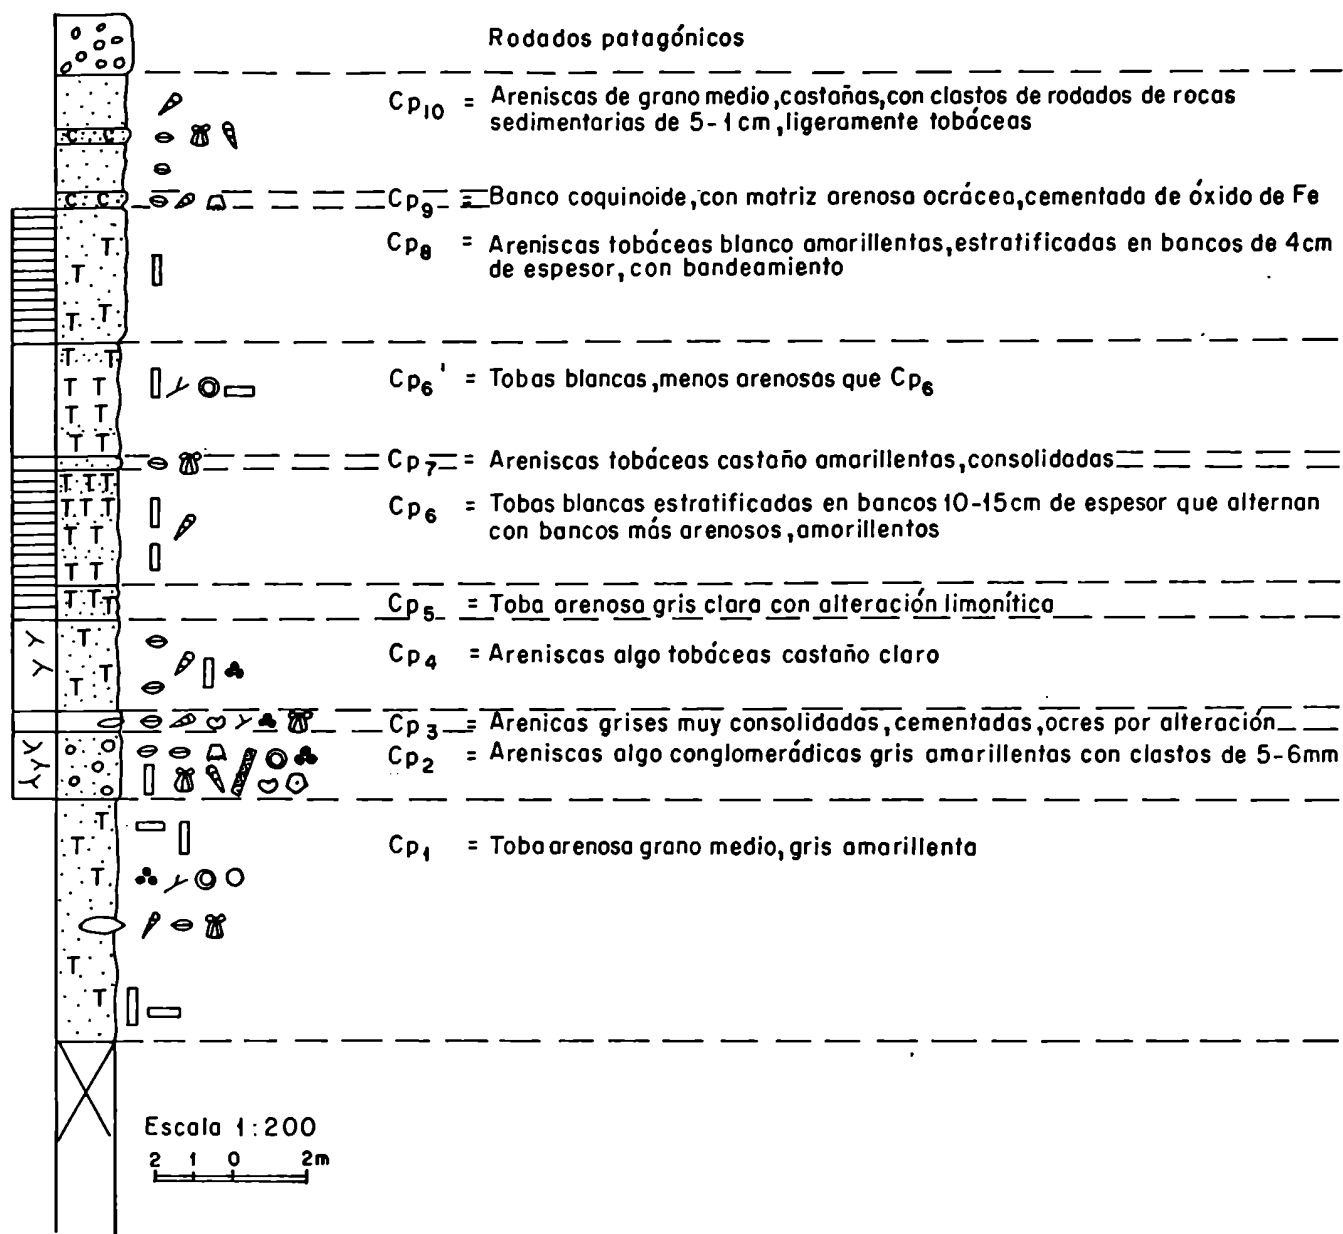 Rodados patagónicos
Cp10 = Areniscas de grano medio, castañas, con clastos de rodados de rocas
sedimentarias de 5-1cm, ligeramente tobáceas
C C
C C
Cp9 = Banco coquinoide, con matriz arenosa ocrácea, cementada de óxido de Fe
Cp8 = Areniscas tobáceas blanco amarillentas, estratificadas en bancos de 4cm
de espesor, con bandeamiento
T
T
T T
T T
Cp6' = Tobas blancas, menos arenosas que Cp6
T T
T T
T T
Cp7 = Areniscas tobáceas castaño amarillentas, consolidadas
T T T
Cp6 = Tobas blancas estratificadas en bancos 10-15cm de espesor que alternan
con bancos más arenosos, amorillentos
T T T
T T
T T
T T T
Cp5 = Toba arenosa gris clara con alteración limonítica
T
Cp4 = Areniscas algo tobáceas castaño claro
T
T
Cp3 = Arenicas grises muy consolidadas, cementadas, ocres por alteración
Cp2 = Areniscas algo conglomerádicas gris amarillentas con clastos de 5-6mm
T
T
Cp1 = Toba arenosa grano medio, gris amarillenta
T
T
T
Escala 1:200
2 1 0 2m